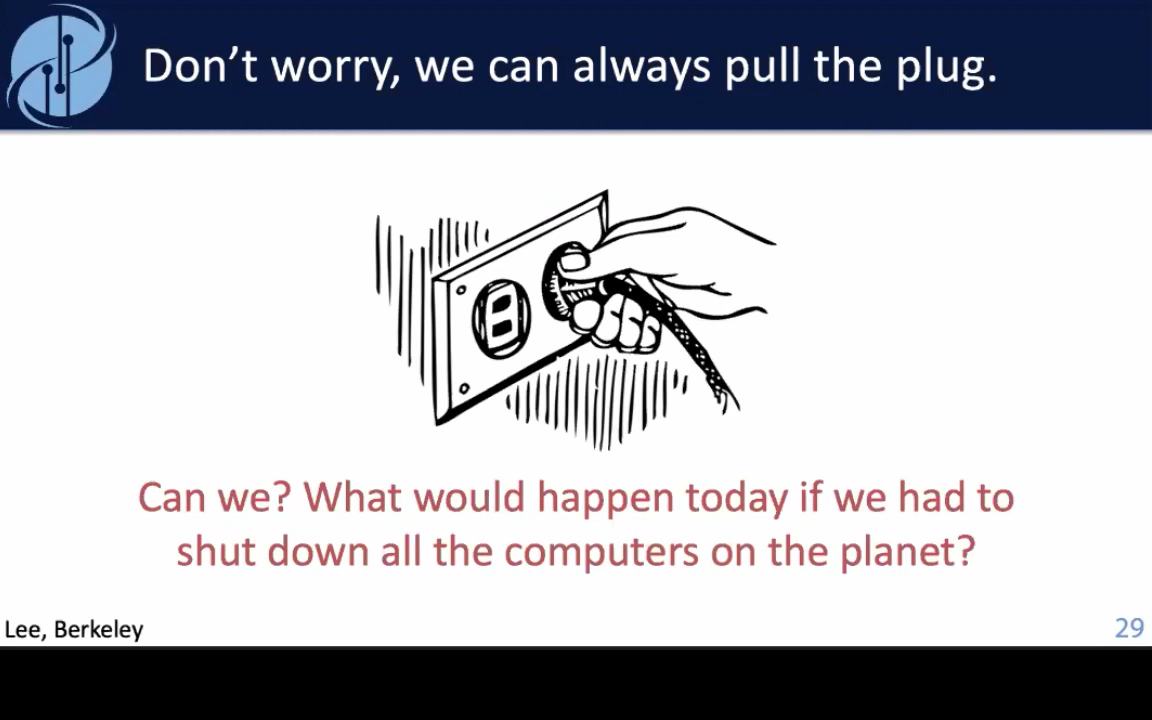 Don't worry, we can always pull the plug.
Can we? What would happen today if we had to
shut down all the computers on the planet?
Lee, Berkeley
29